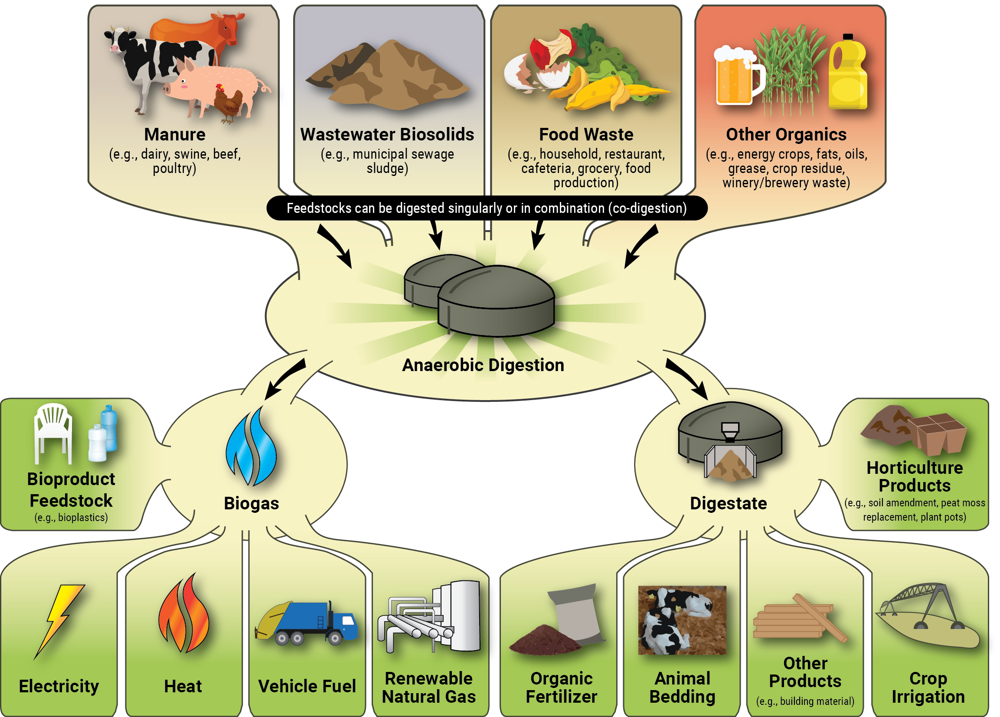 Manure
(e.g., dairy, swine, beef,
poultry)
Wastewater Biosolids
(e.g., municipal sewage
sludge)
Food Waste
(e.g., household, restaurant,
cafeteria, grocery, food
production)
Other Organics
(e.g., energy crops, fats, oils,
grease, crop residue,
winery/brewery waste)
Feedstocks can be digested singularly or in combination (co-digestion)
Anaerobic Digestion
Bioproduct
Feedstock
(e.g., bioplastics)
Biogas
Digestate
Horticulture
Products
(e.g., soil amendment, peat moss
replacement, plant pots)
Electricity
Heat
Vehicle Fuel
Renewable
Natural Gas
Organic
Fertilizer
Animal
Bedding
Other
Products
(e.g., building material)
Crop
Irrigation